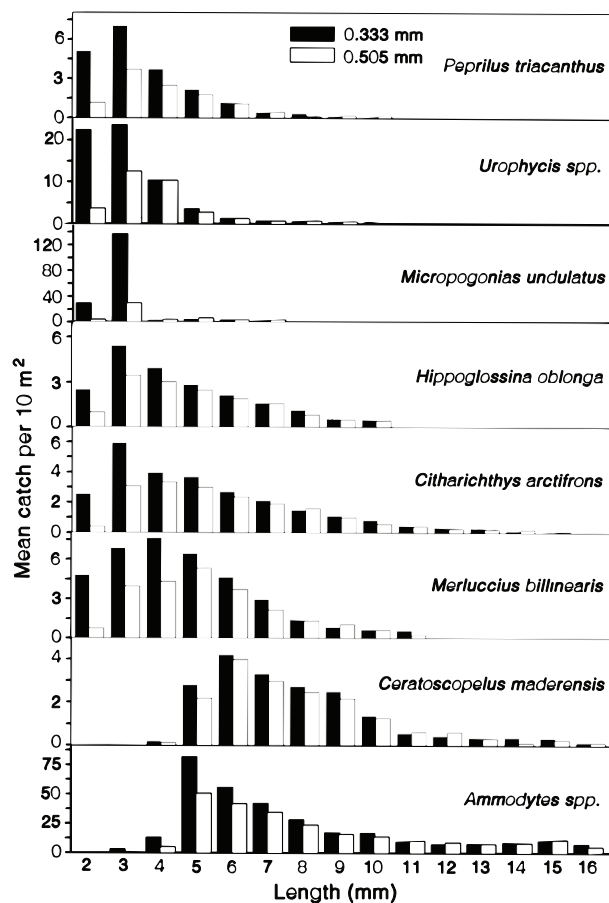 0.333 mm
0.505 mm
6
3
0
Peprilus triacanthus
20
10
0
Urophycis spp.
120
80
40
0
Micropogonias undulatus
6
3
0
Hippoglossina oblonga
6
4
2
0
Citharichthys arctifrons
6
3
0
Merluccius billinearis
4
2
0
Ceratoscopelus maderensis
75
50
25
0
Ammodytes spp.
Mean catch per 10 m²
2 3 4 5 6 7 8 9 10 11 12 13 14 15 16
Length (mm)